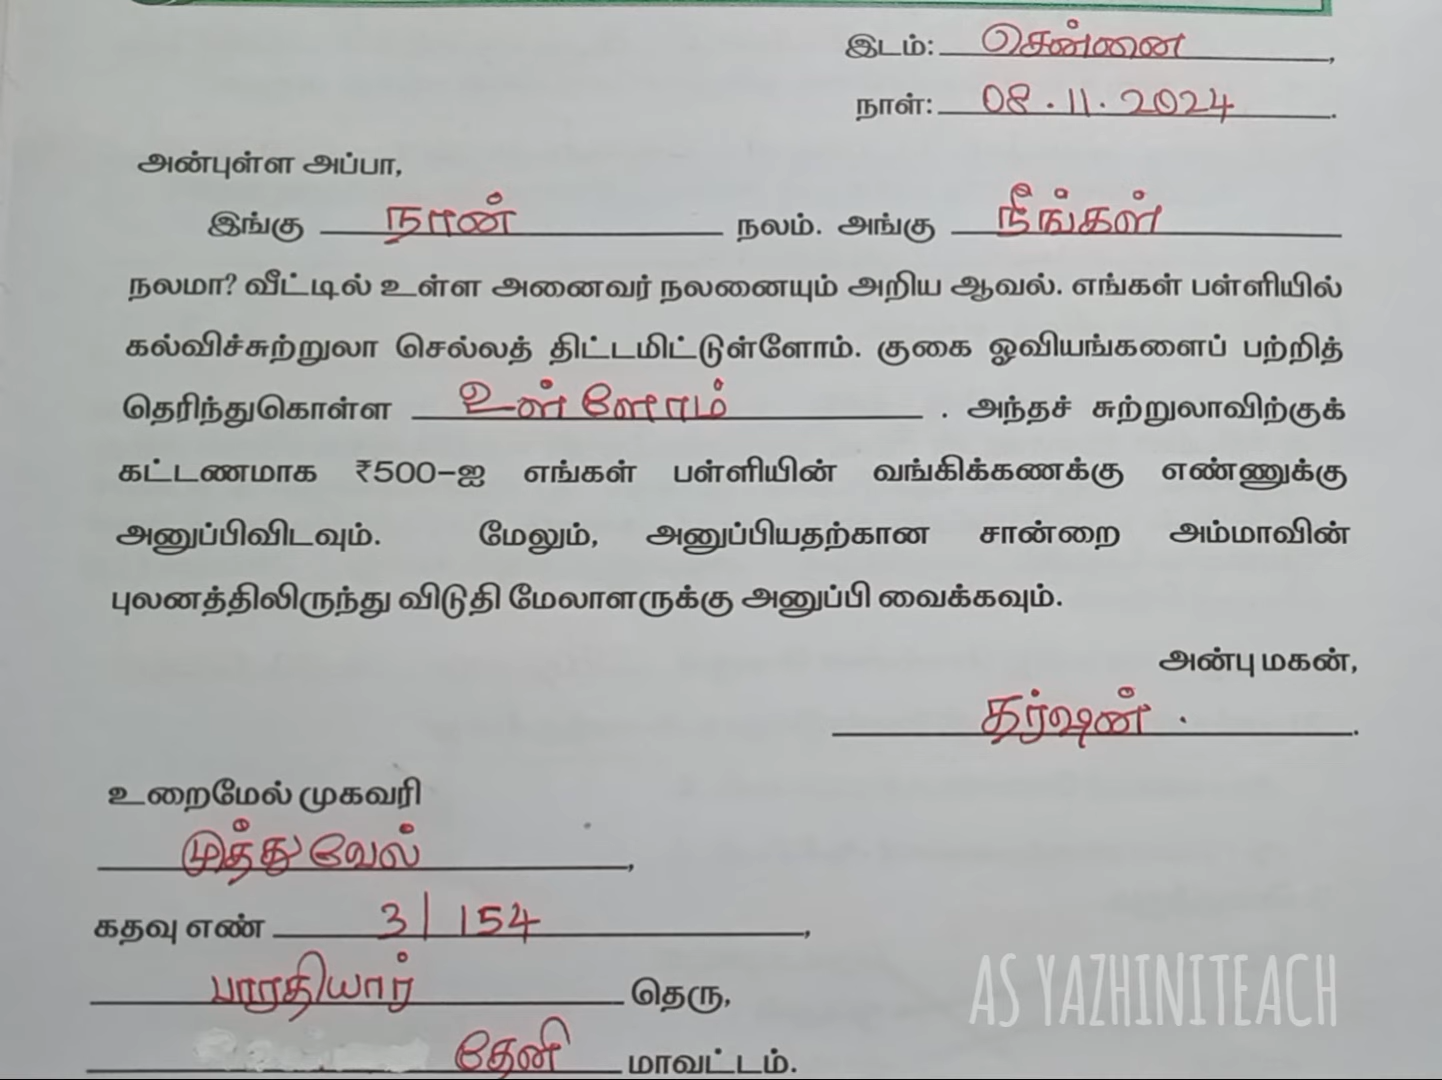 இடம்: சென்னை,
நாள்: 08.11.2024.
அன்புள்ள அப்பா,
இங்கு நான் நலம். அங்கு நீங்கள்
நலமா? வீட்டில் உள்ள அனைவர் நலனையும் அறிய ஆவல். எங்கள் பள்ளியில்
கல்விச்சுற்றுலா செல்லத் திட்டமிட்டுள்ளோம். குகை ஓவியங்களைப் பற்றித்
தெரிந்துகொள்ள உள்ளோம் . அந்தச் சுற்றுலாவிற்குக்
கட்டணமாக ₹500-ஐ எங்கள் பள்ளியின் வங்கிக்கணக்கு எண்ணுக்கு
அனுப்பிவிடவும். மேலும், அனுப்பியதற்கான சான்றை அம்மாவின்
புலனத்திலிருந்து விடுதி மேலாளருக்கு அனுப்பி வைக்கவும்.
அன்பு மகன்,
தர்ஷன் .
உறைமேல் முகவரி
முத்துவேல்,
கதவு எண் 3/154,
பாரதியார் தெரு,
தேனி மாவட்டம்.
AS YAZHINITEACH